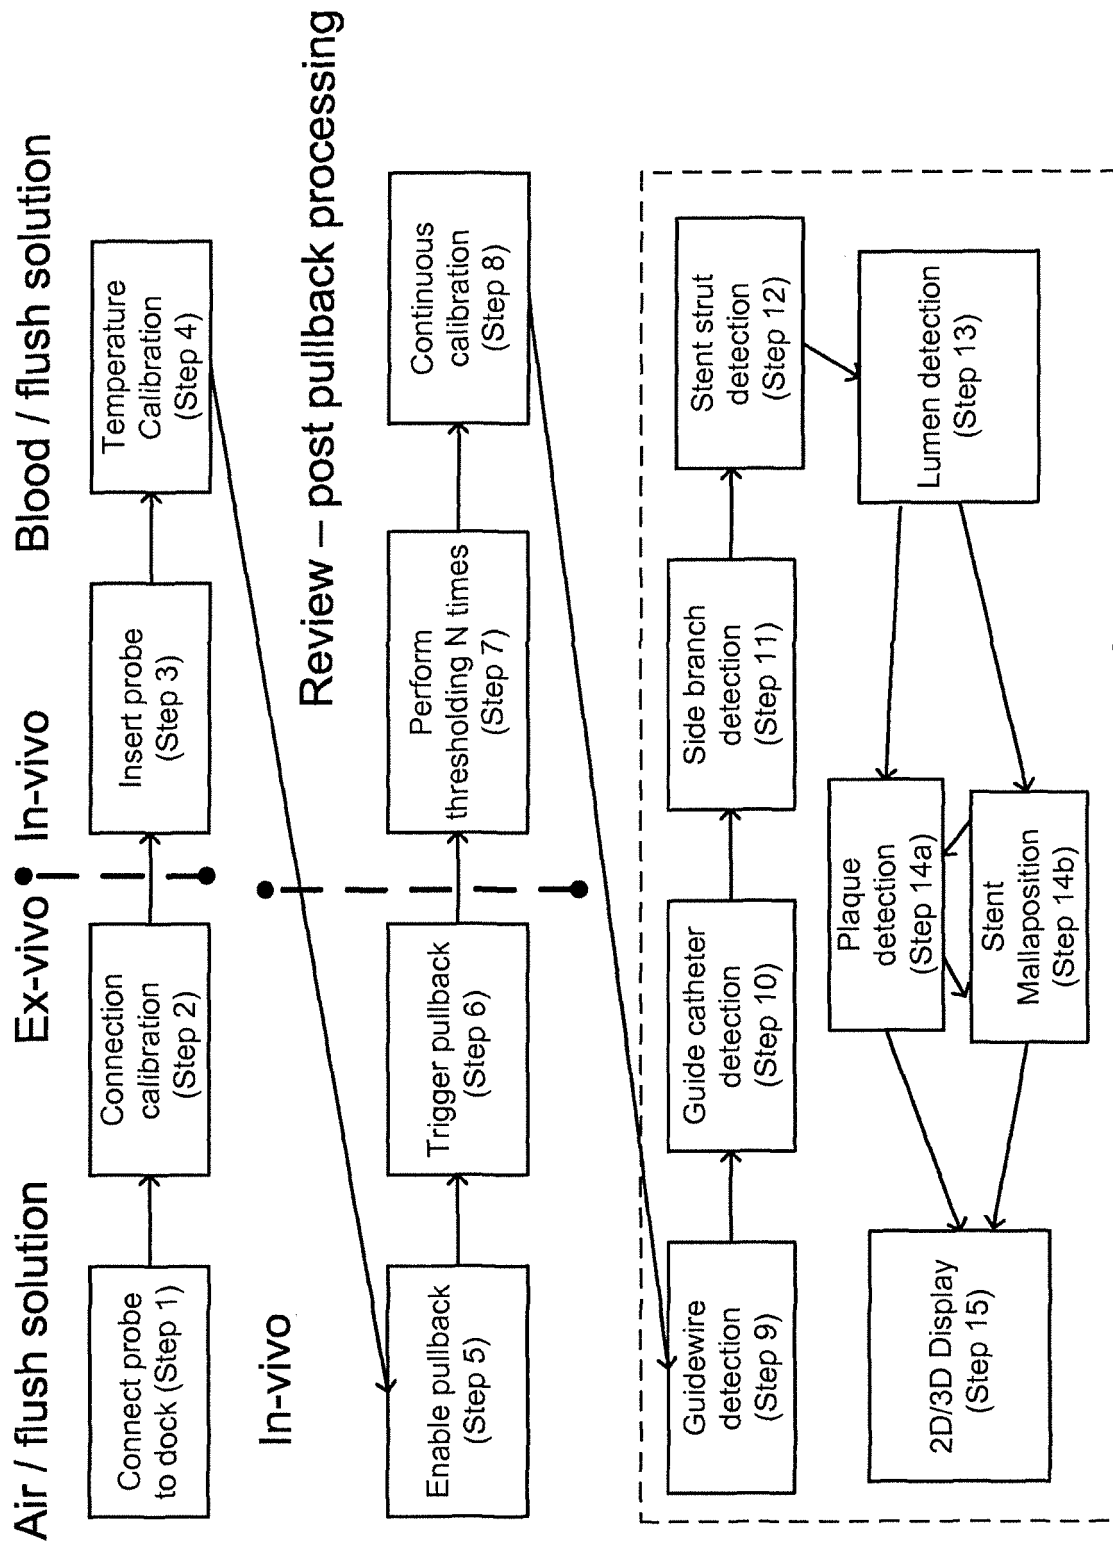 Air / flush solution
Ex-vivo
In-vivo
Blood / flush solution
Connect probe
to dock (Step 1)
Connection
calibration
(Step 2)
Insert probe
(Step 3)
Temperature
Calibration
(Step 4)
In-vivo
Review – post pullback processing
Enable pullback
(Step 5)
Trigger pullback
(Step 6)
Perform
thresholding N times
(Step 7)
Continuous
calibration
(Step 8)
Guidewire
detection
(Step 9)
Guide catheter
detection
(Step 10)
Side branch
detection
(Step 11)
Stent strut
detection
(Step 12)
Lumen detection
(Step 13)
Plaque
detection
(Step 14a)
Stent
Mallaposition
(Step 14b)
2D/3D Display
(Step 15)